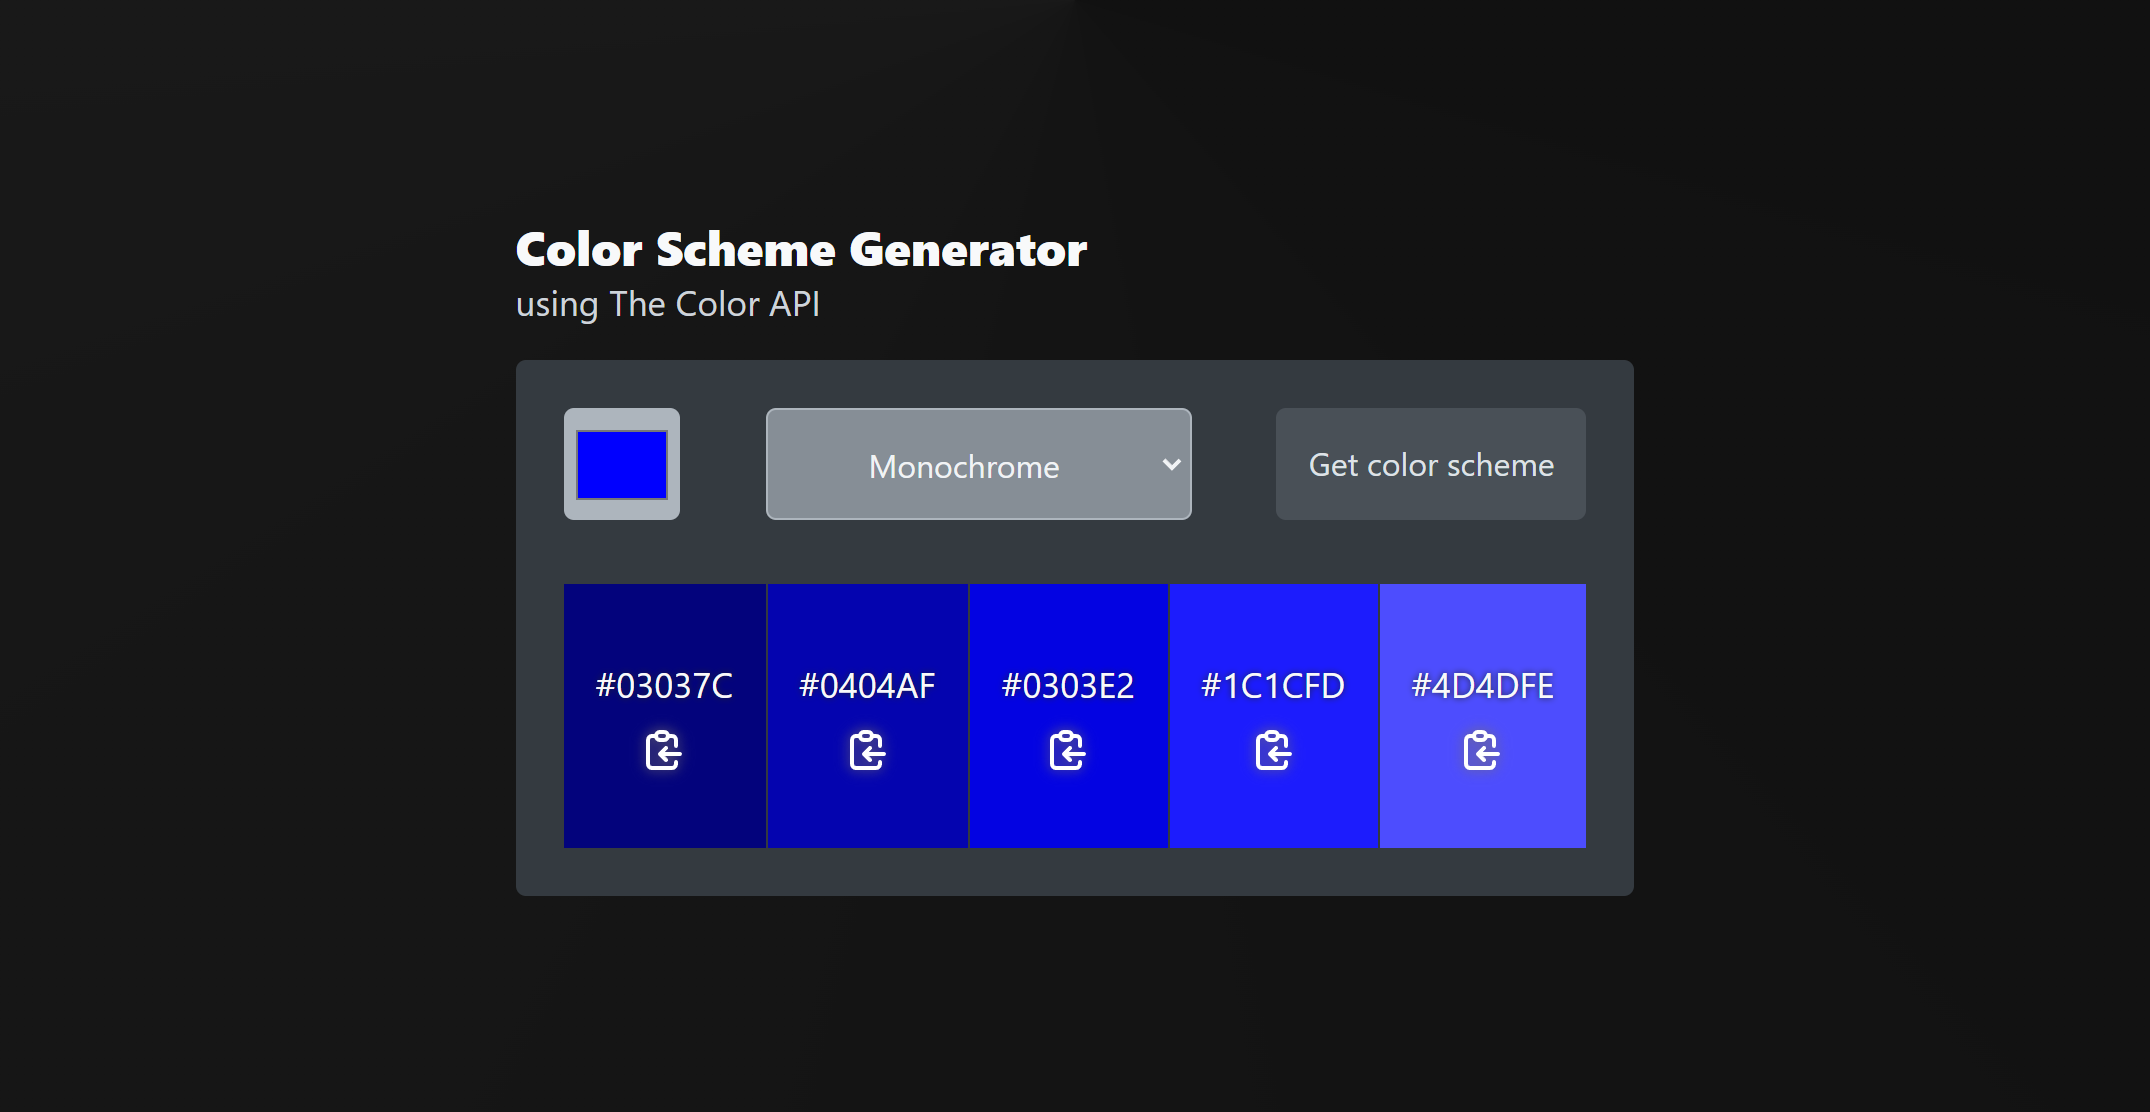 Color Scheme Generator
using The Color API
Monochrome
Get color scheme
#03037C
#0404AF
#0303E2
#1C1CFD
#4D4DFE